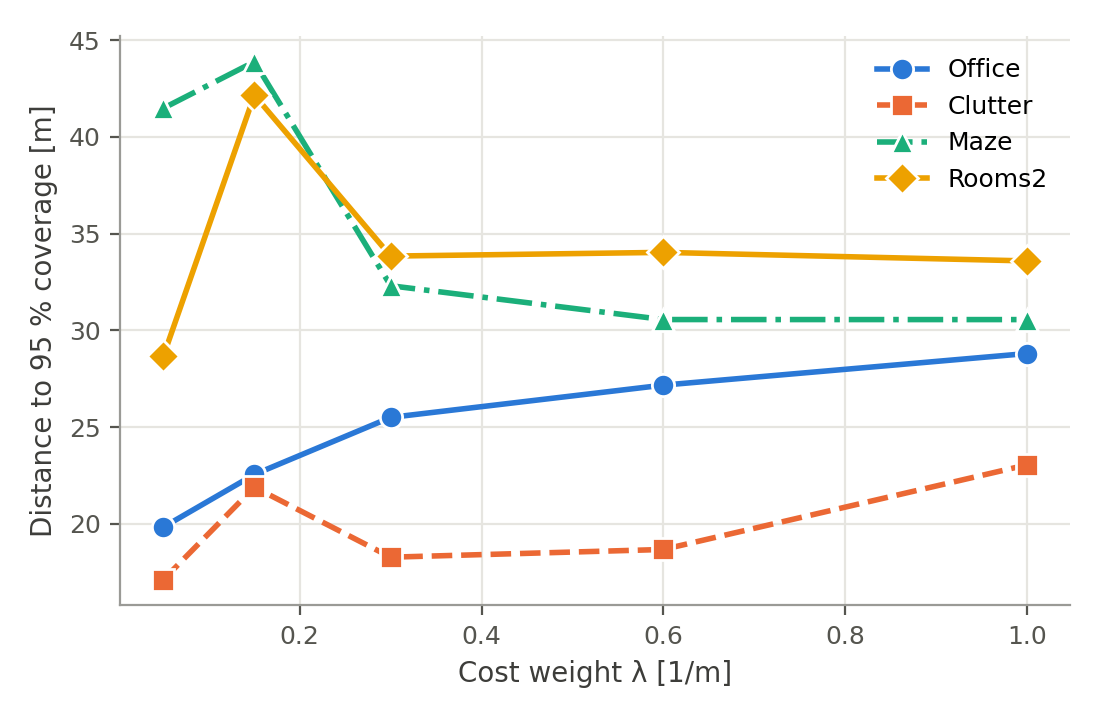 45
40
35
30
25
20
Distance to 95 % coverage [m]
Office
Clutter
Maze
Rooms2
0.2 0.4 0.6 0.8 1.0
Cost weight λ [1/m]